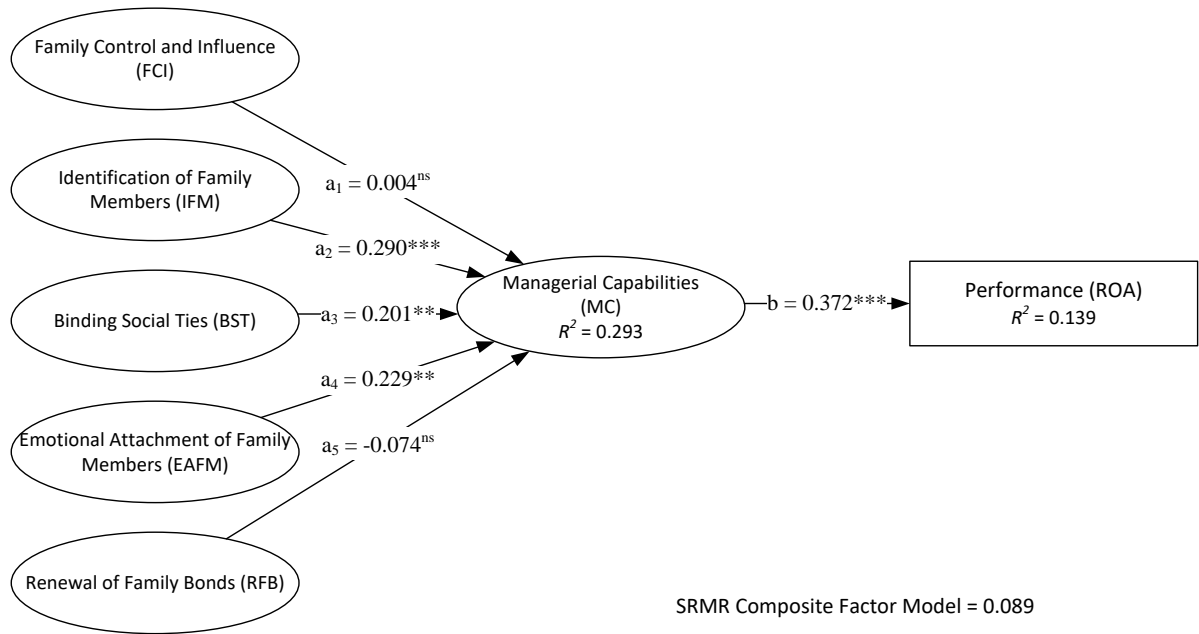 Family Control and Influence
(FCI)
a₁ = 0.004ⁿˢ
Identification of Family
Members (IFM)
a₂ = 0.290***
Binding Social Ties (BST)
a₃ = 0.201**
Managerial Capabilities
(MC)
R² = 0.293
b = 0.372***
Performance (ROA)
R² = 0.139
a₄ = 0.229**
Emotional Attachment of Family
Members (EAFM)
a₅ = -0.074ⁿˢ
Renewal of Family Bonds (RFB)
SRMR Composite Factor Model = 0.089